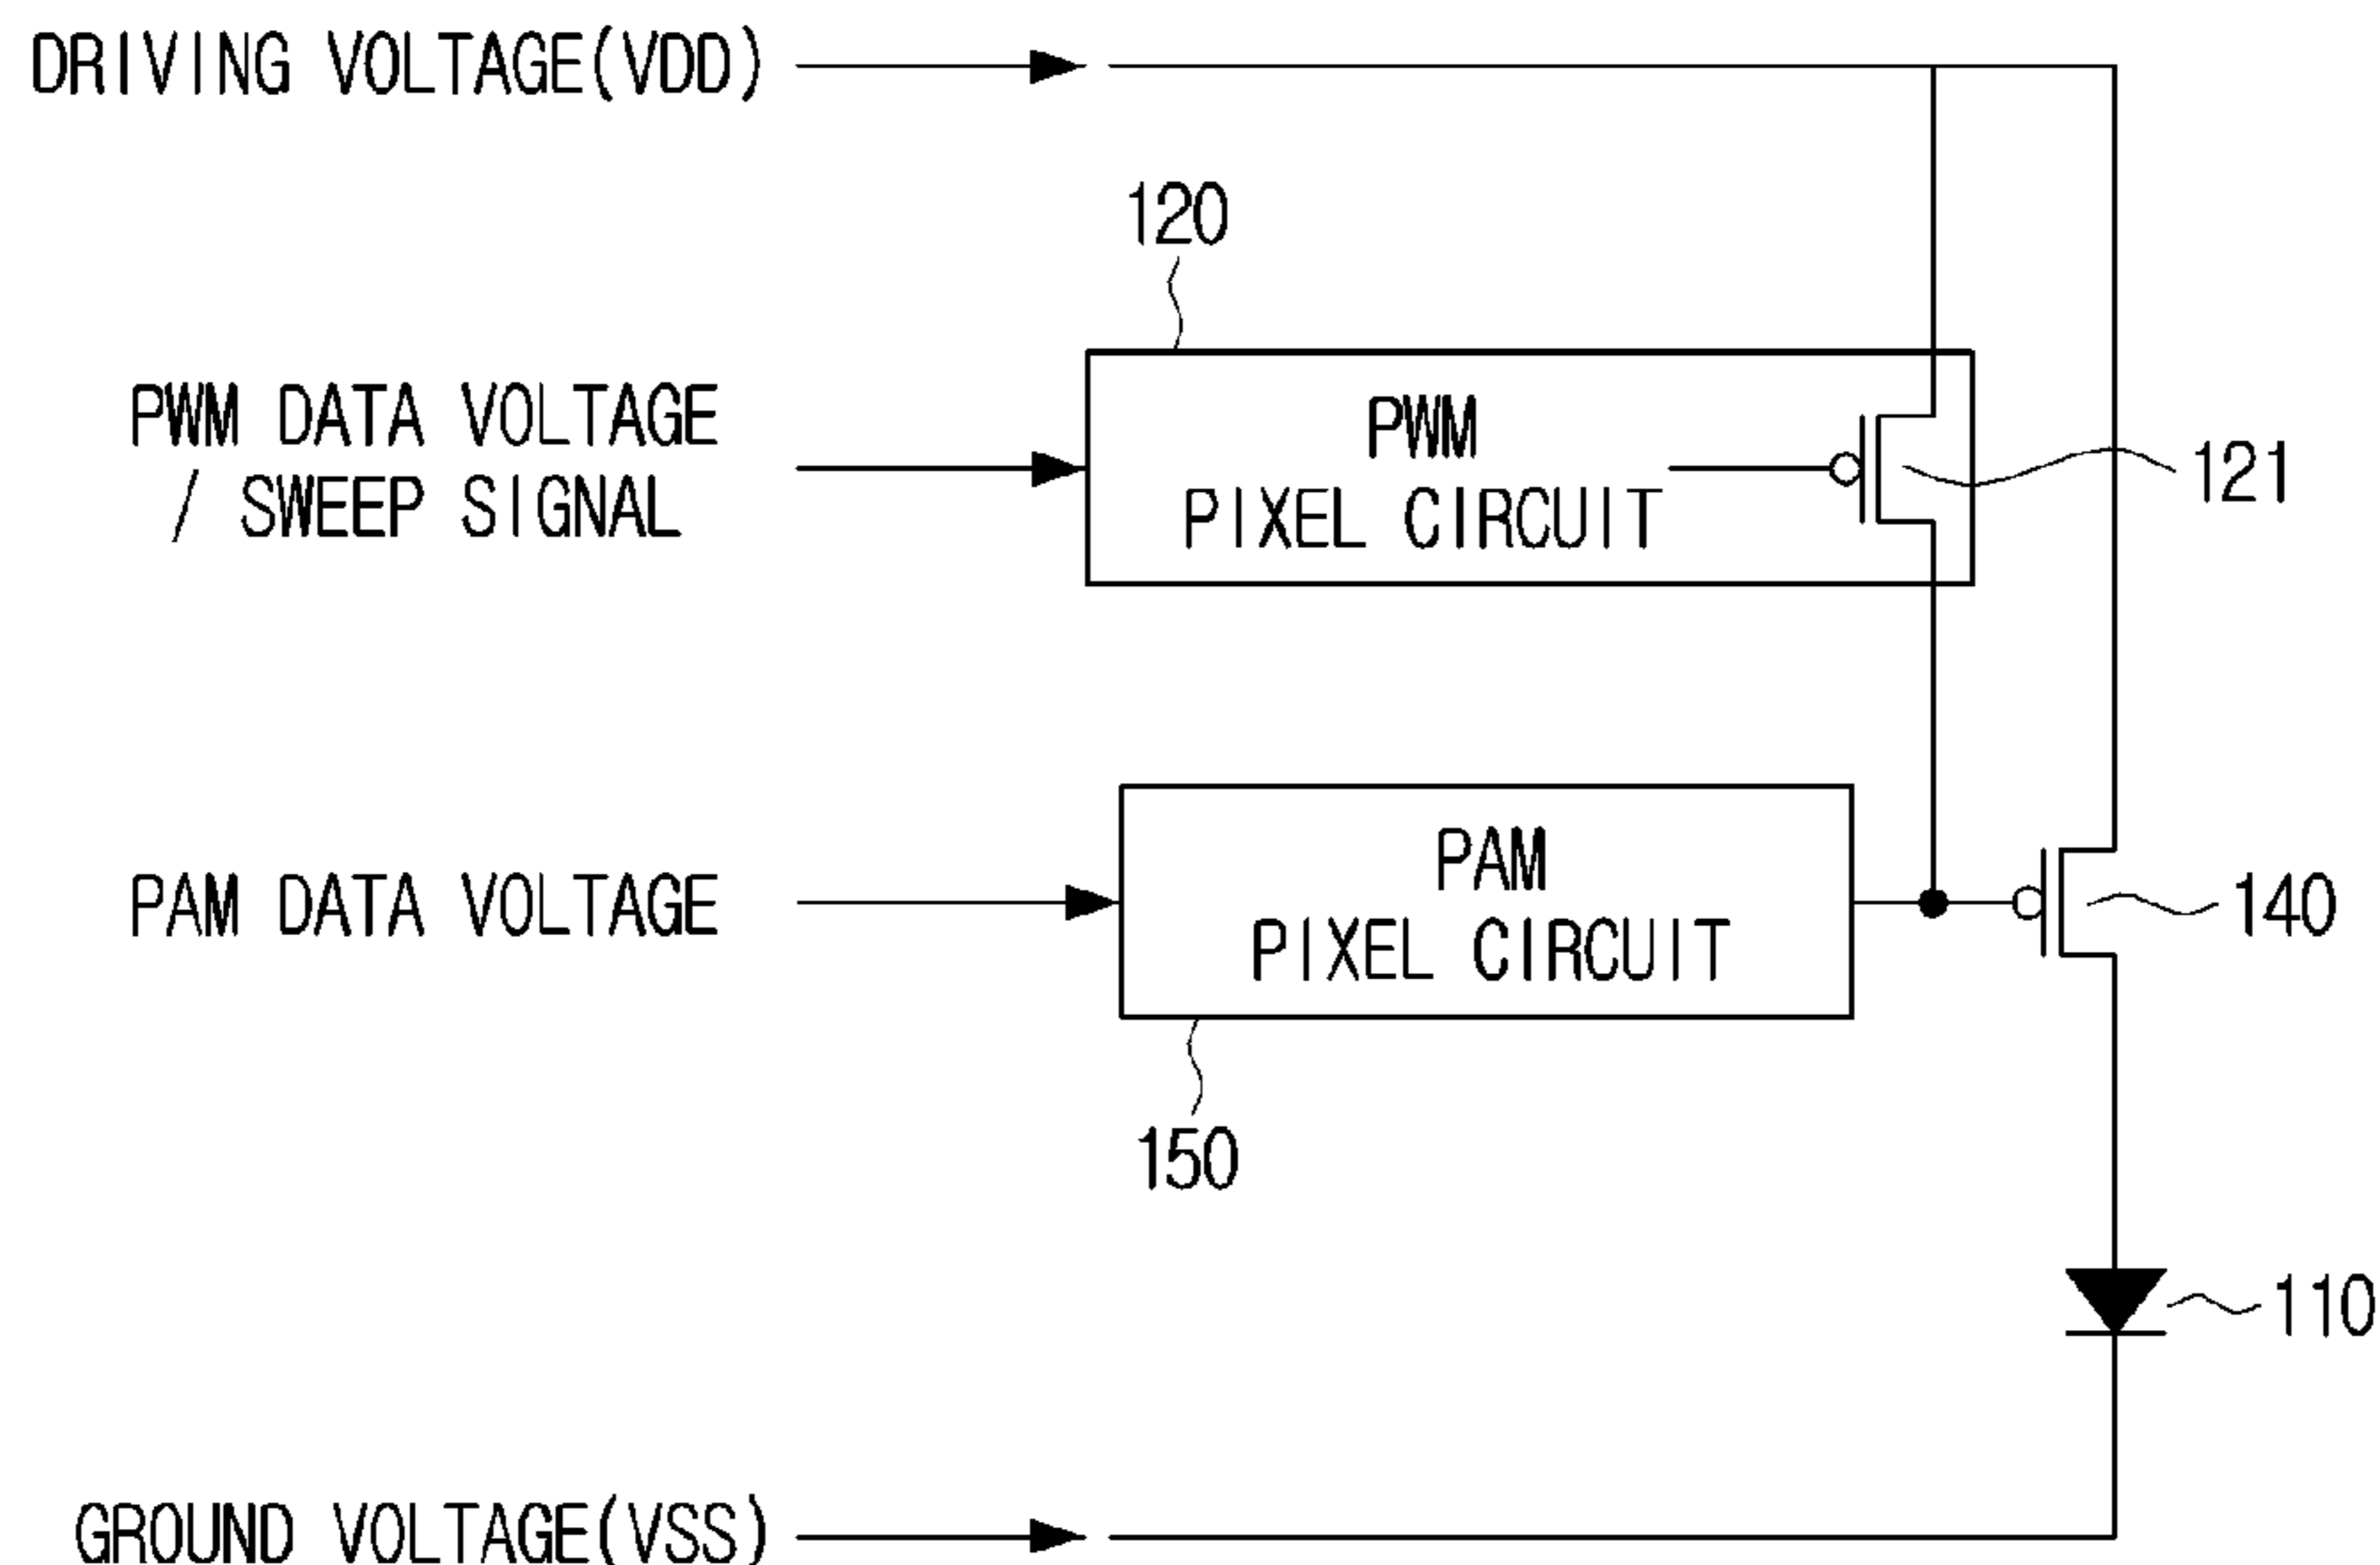 DRIVING VOLTAGE(VDD)
120
PWM DATA VOLTAGE
/ SWEEP SIGNAL
PWM
PIXEL CIRCUIT
121
PAM DATA VOLTAGE
PAM
PIXEL CIRCUIT
140
150
110
GROUND VOLTAGE(VSS)